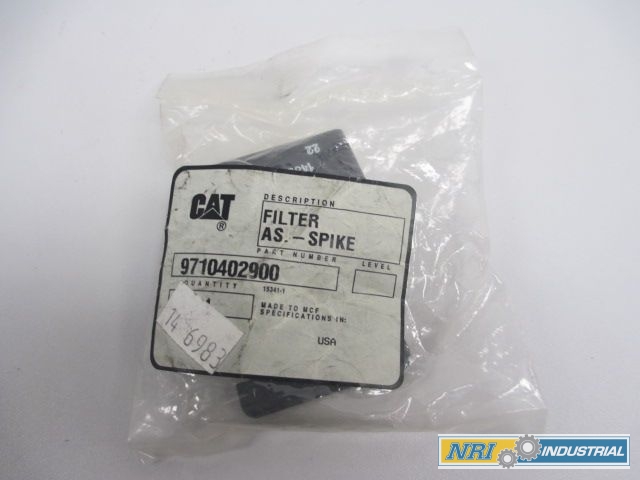 22
CAT
®
DESCRIPTION
FILTER
AS.-SPIKE
PART NUMBER
LEVEL
9710402900
QUANTITY
15341-1
MADE TO MCF
SPECIFICATIONS IN:
USA
14 6983
NRI INDUSTRIAL